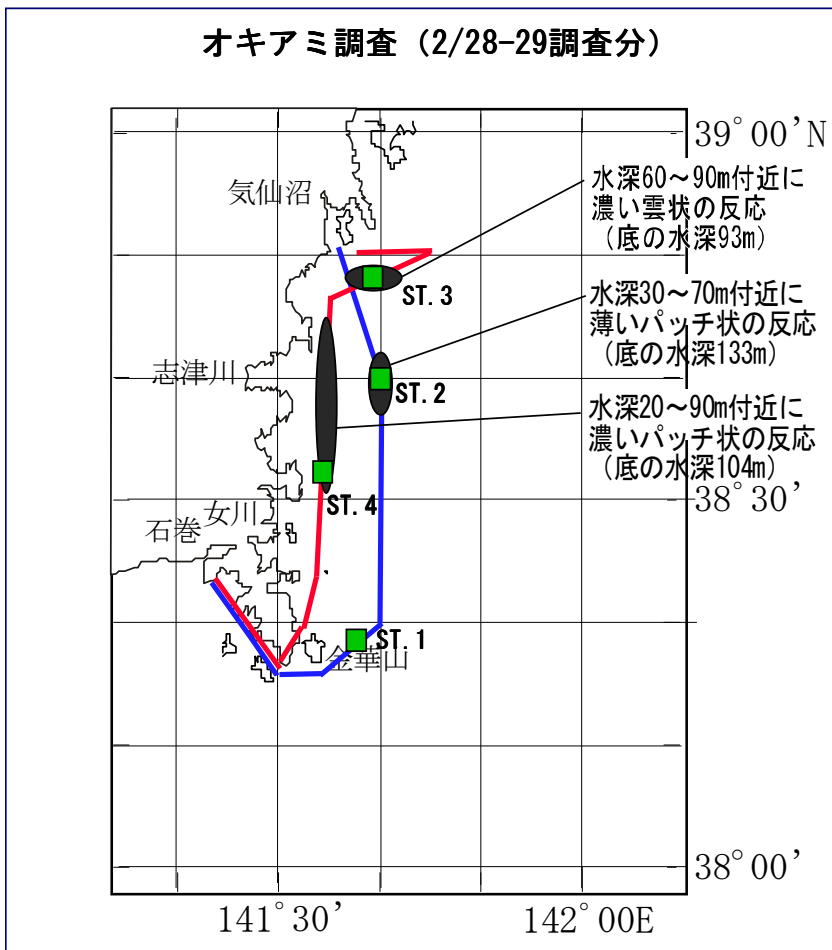 オキアミ調査（2/28-29調査分）
39°00'N
気仙沼
水深60～90m付近に
濃い雲状の反応
（底の水深93m）
ST.3
水深30～70m付近に
薄いパッチ状の反応
（底の水深133m）
志津川
ST.2
水深20～90m付近に
濃いパッチ状の反応
（底の水深104m）
ST.4
38°30'
女川
石巻
ST.1
金華山
38°00'
141°30'
142°00E